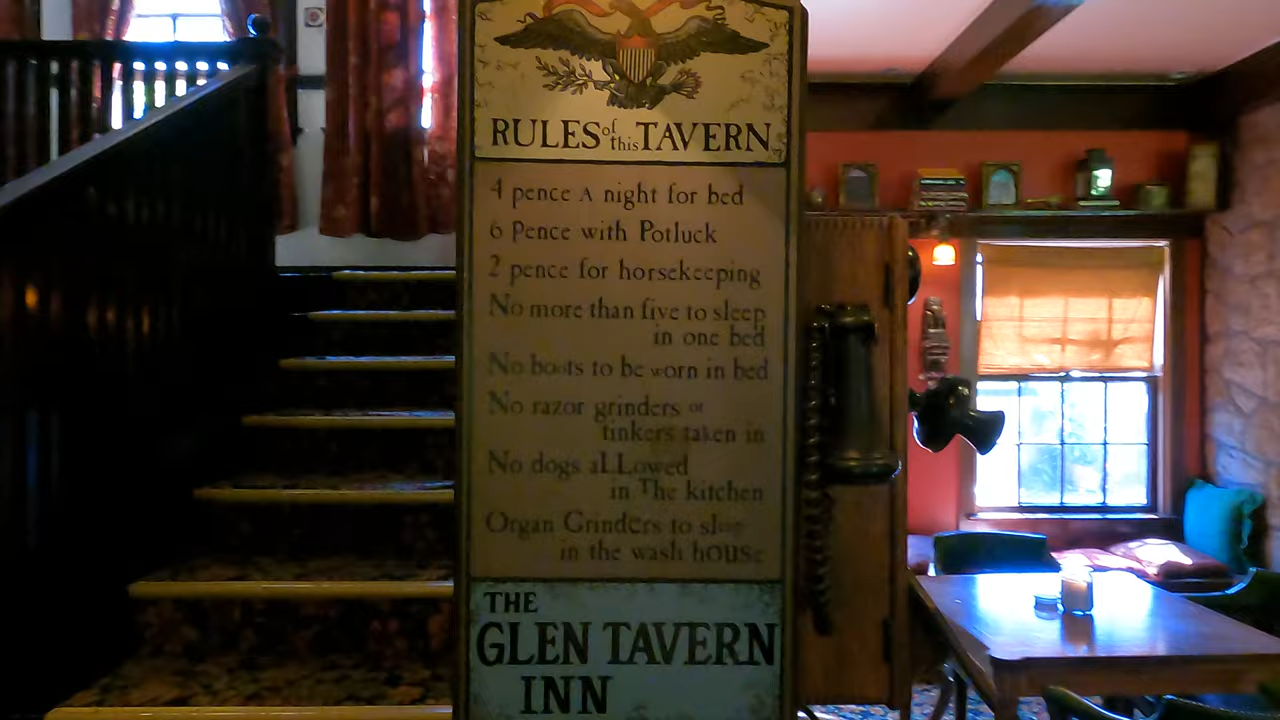 RULES of this TAVERN
4 pence A night for bed
6 Pence with Potluck
2 pence for horsekeeping
No more than five to sleep
in one bed
No boots to be worn in bed
No razor grinders or
tinkers taken in
No dogs aLLowed
in The kitchen
Organ Grinders to sleep
in the wash house
THE
GLEN TAVERN
INN